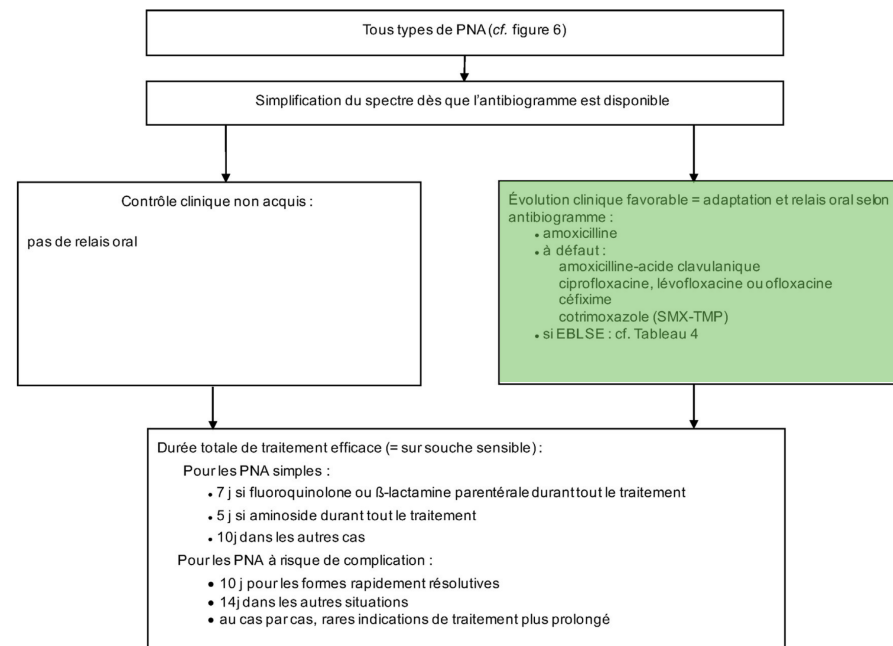 Tous types de PNA (cf. figure 6)
Simplification du spectre dès que l'antibiogramme est disponible
Contrôle clinique non acquis :
pas de relais oral
Évolution clinique favorable = adaptation et relais oral selon
antibiogramme :
• amoxicilline
• à défaut :
amoxicilline-acide clavulanique
ciprofloxacine, lévofloxacine ou ofloxacine
céfixime
cotrimoxazole (SMX-TMP)
• si EBLSE : cf. Tableau 4
Durée totale de traitement efficace (= sur souche sensible) :
Pour les PNA simples :
• 7 j si fluoroquinolone ou ß-lactamine parentérale durant tout le traitement
• 5 j si aminoside durant tout le traitement
• 10j dans les autres cas
Pour les PNA à risque de complication :
• 10 j pour les formes rapidement résolutives
• 14j dans les autres situations
• au cas par cas, rares indications de traitement plus prolongé